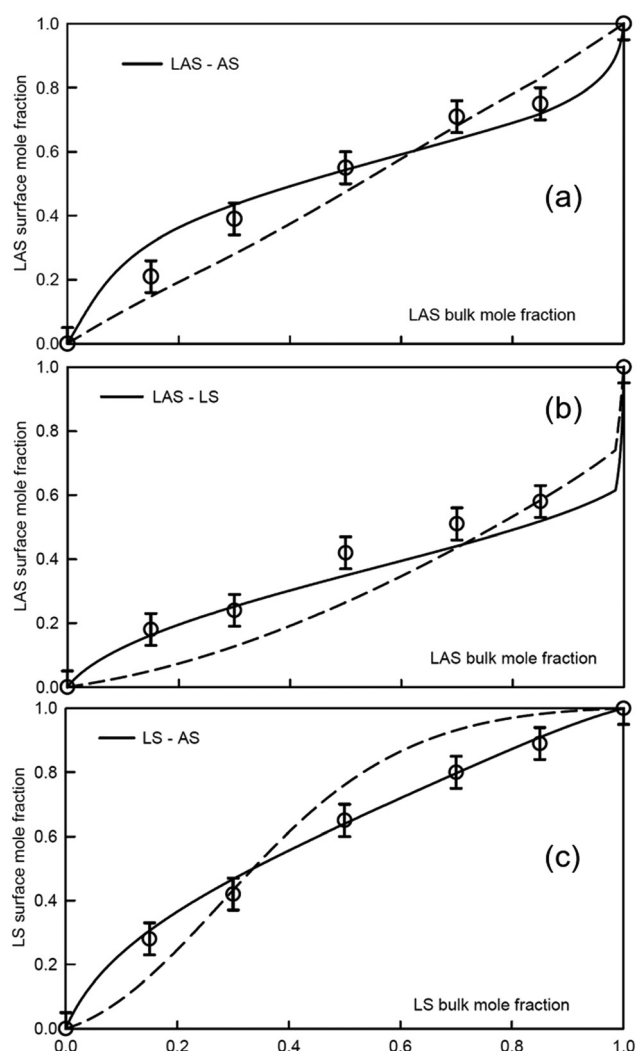 1.0
LAS - AS
0.8
0.6
(a)
0.4
0.2
LAS bulk mole fraction
0.0
LAS surrface mole fraction
1.0
LAS - LS
(b)
0.8
0.6
0.4
0.2
LAS bulk mole fraction
0.0
LAS surface mole fraction
1.0
LS - AS
0.8
0.6
(c)
0.4
0.2
LS bulk mole fraction
0.0
LS surface mole fraction
0.0 0.2 0.4 0.6 0.8 1.0